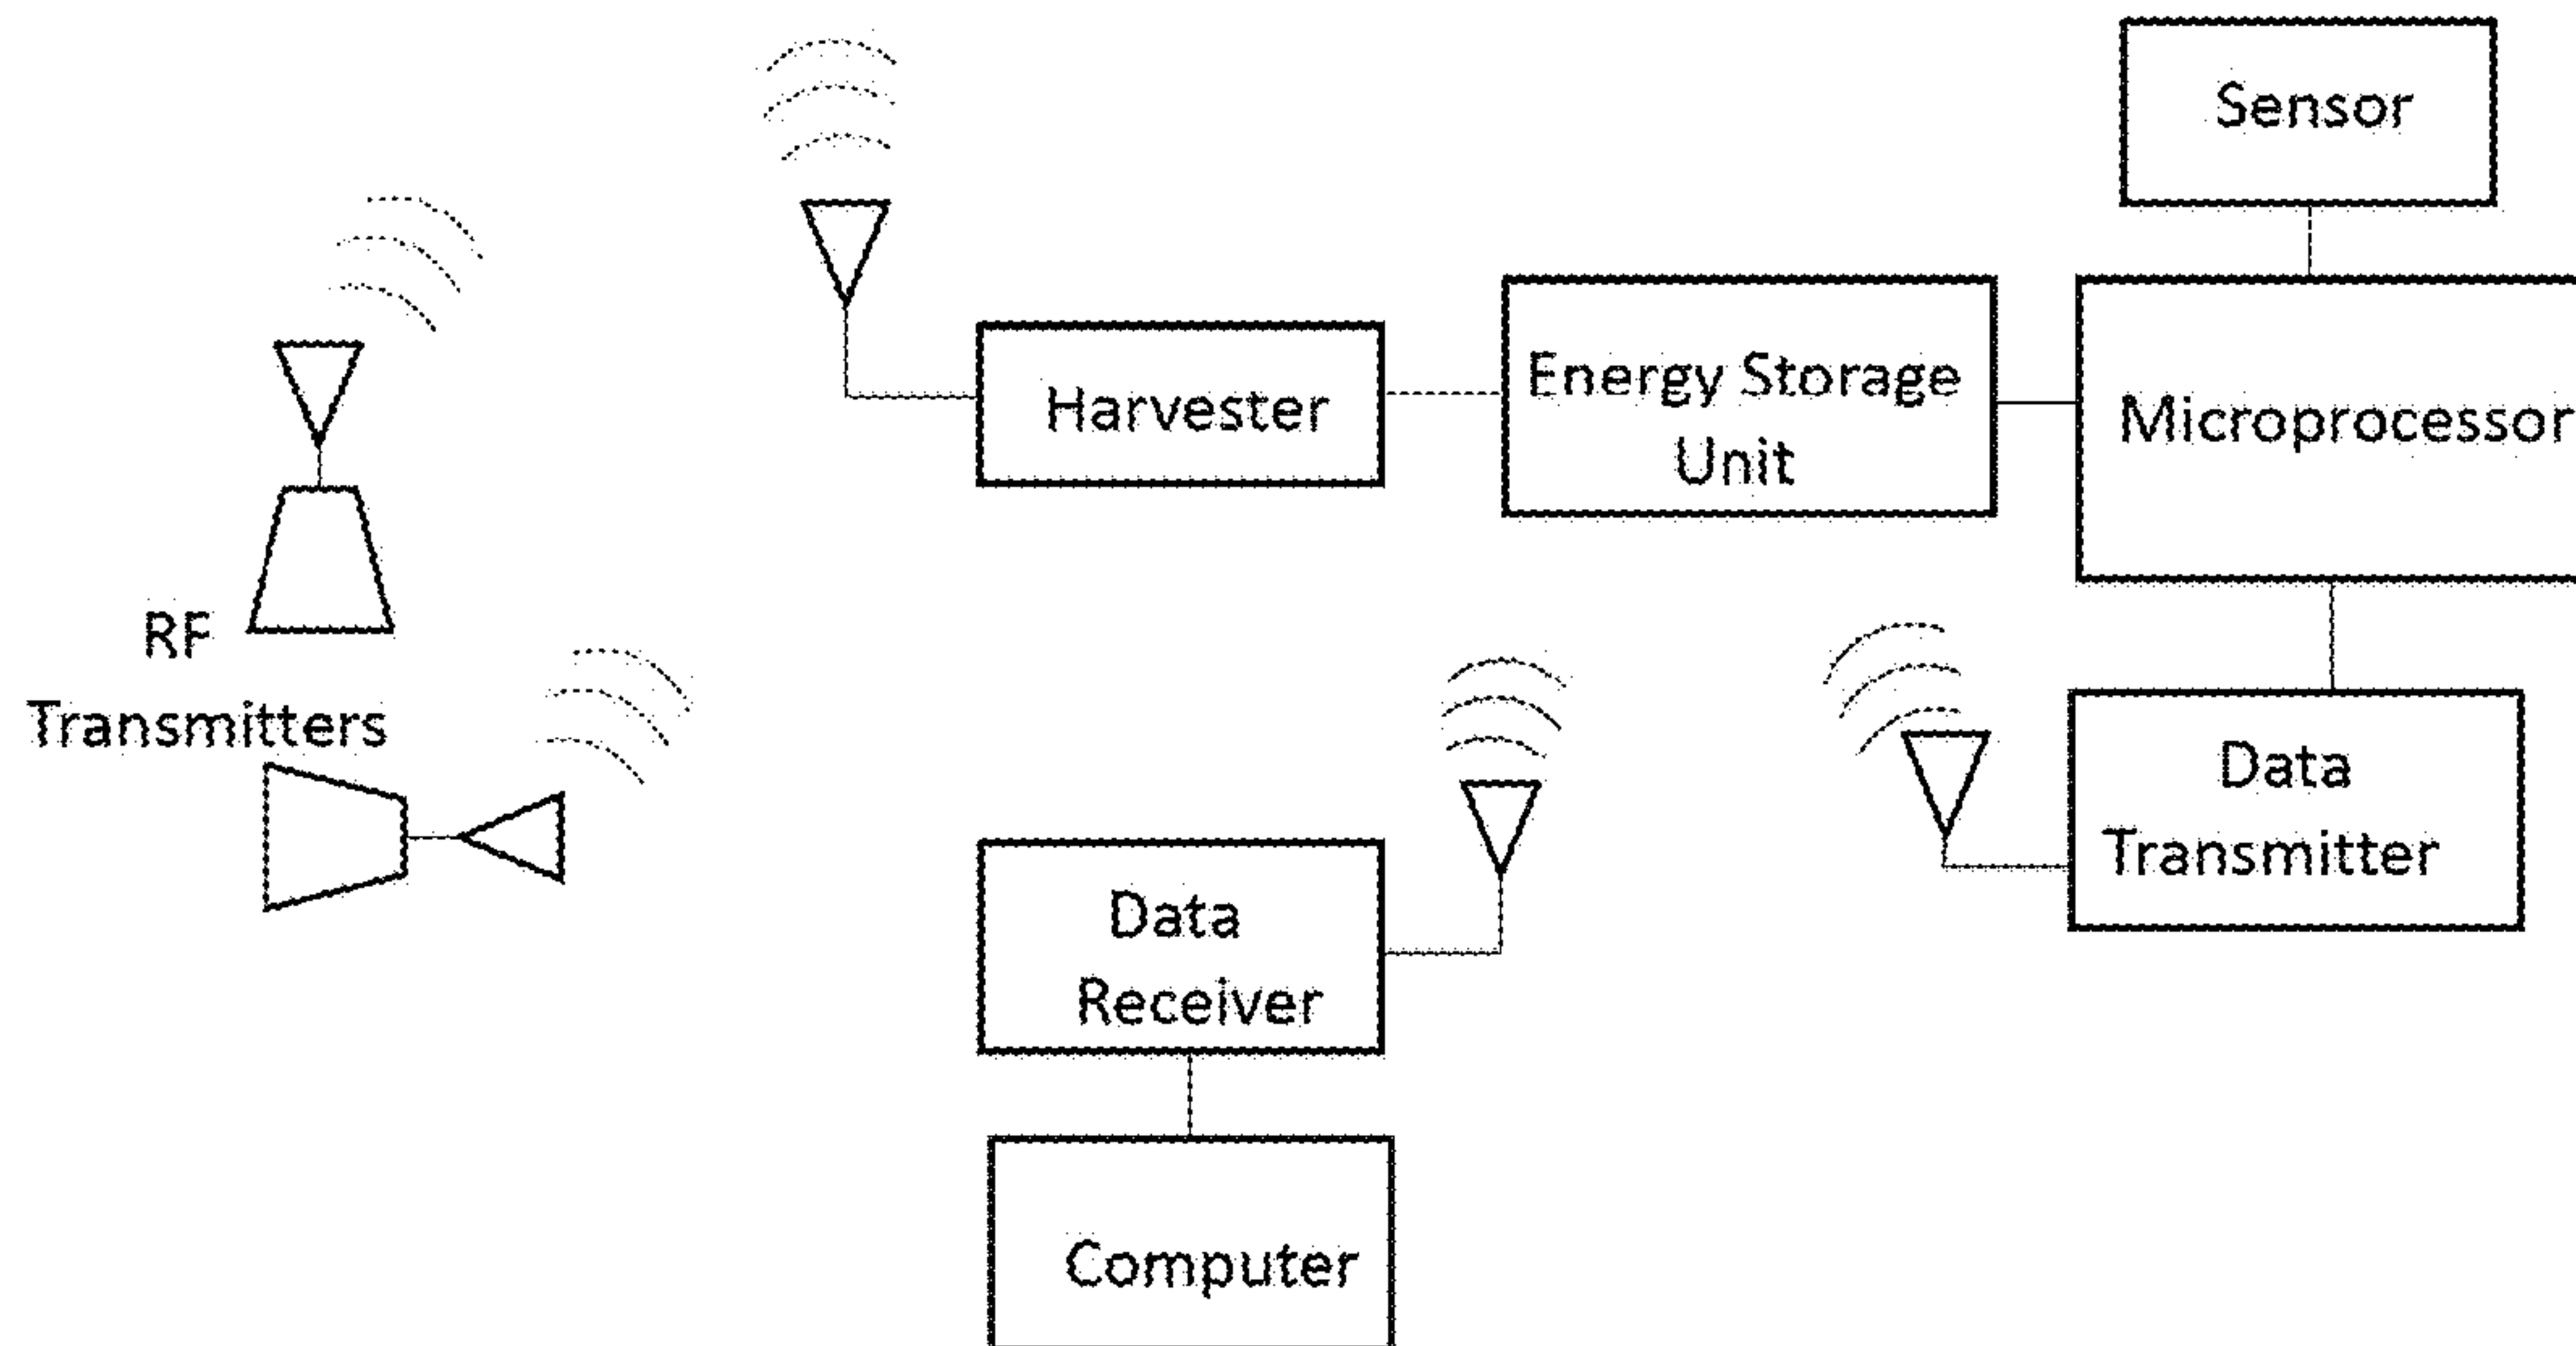 Sensor
Harvester
Energy Storage
Unit
Microprocessor
RF
Transmitters
Data
Transmitter
Data
Receiver
Computer